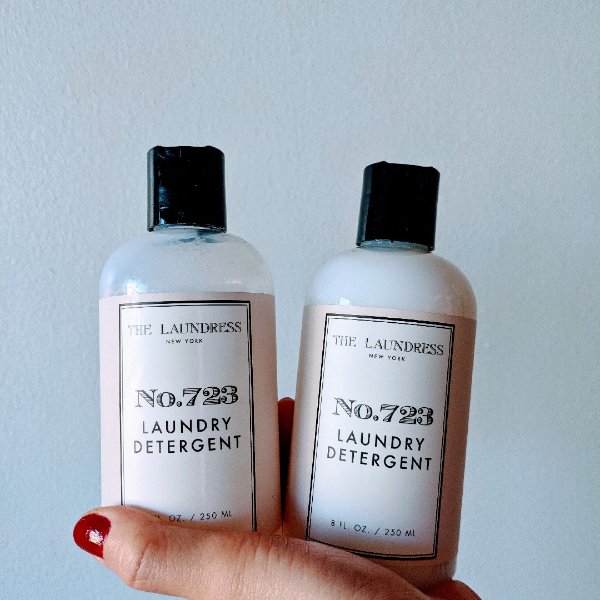 THE LAUNDRESS
NEW YORK
No.723
LAUNDRY
DETERGENT
OZ. / 250 ML
THE LAUNDRESS
NEW YORK
No.723
LAUNDRY
DETERGENT
8 FL. OZ. / 250 ML